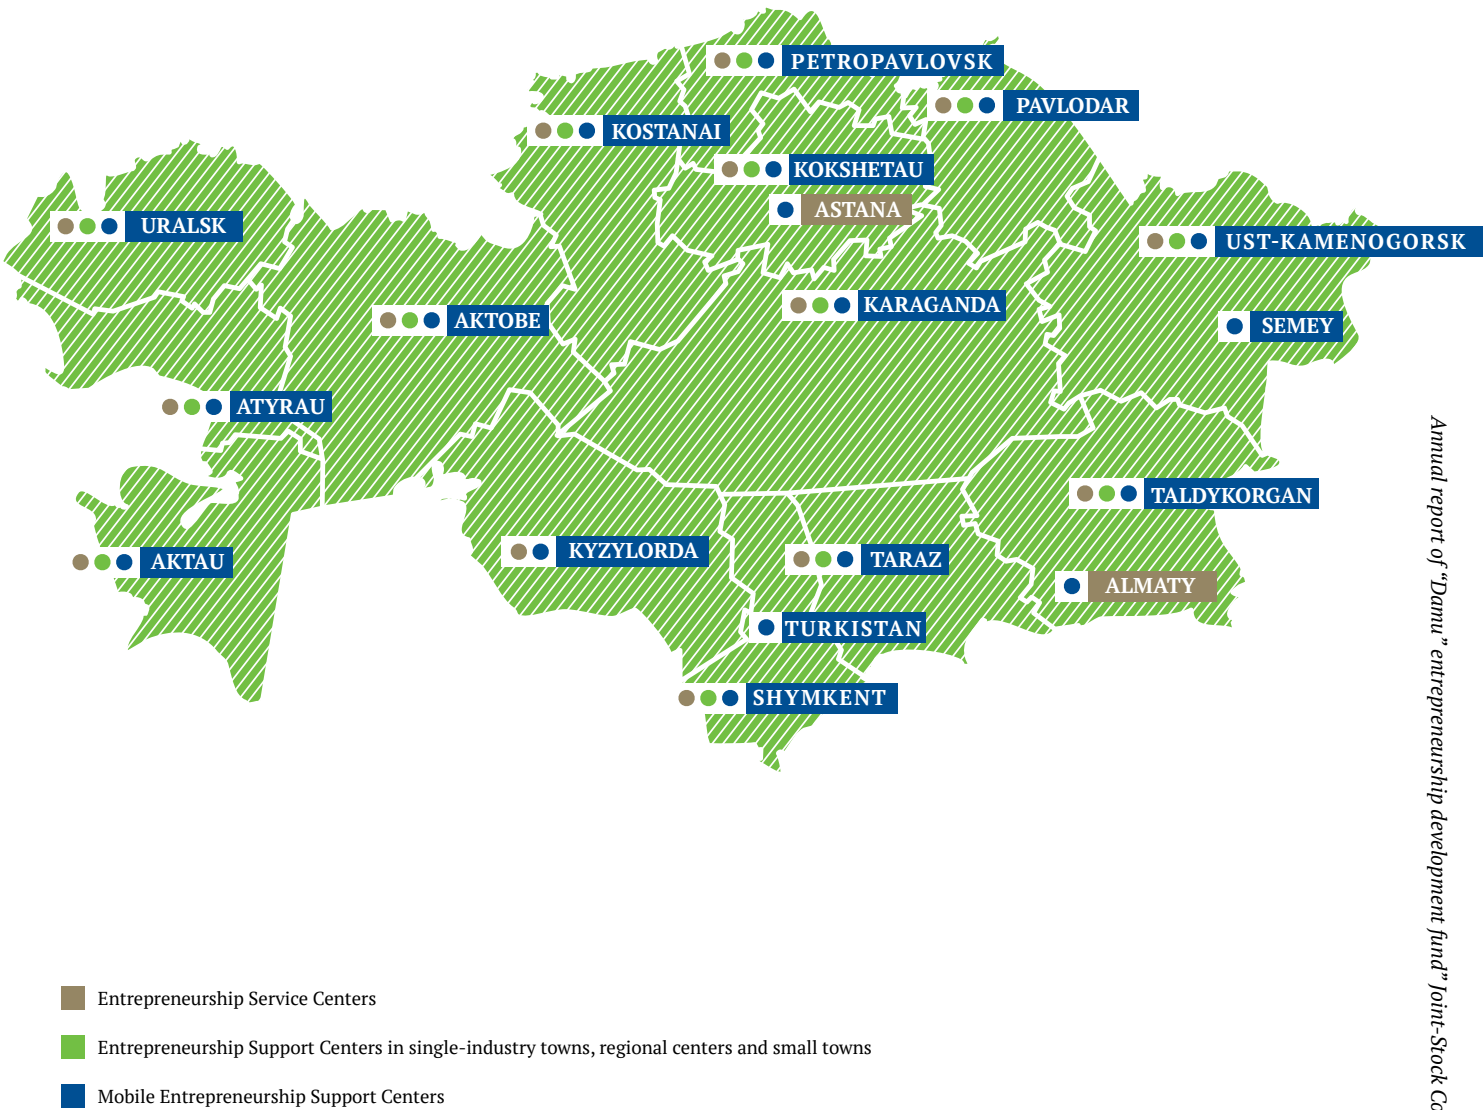 PETROPAVLOVSK
PAVLODAR
KOSTANAI
KOKSHETAU
ASTANA
URALSK
UST-KAMENOGORSK
KARAGANDA
AKTOBE
SEMEY
ATYRAU
TALDYKORGAN
KYZYLORDA
TARAZ
AKTAU
ALMATY
TURKISTAN
SHYMKENT
Annual report of “Damu” entrepreneurship development fund” Joint-Stock Co
Entrepreneurship Service Centers
Entrepreneurship Support Centers in single-industry towns, regional centers and small towns
Mobile Entrepreneurship Support Centers